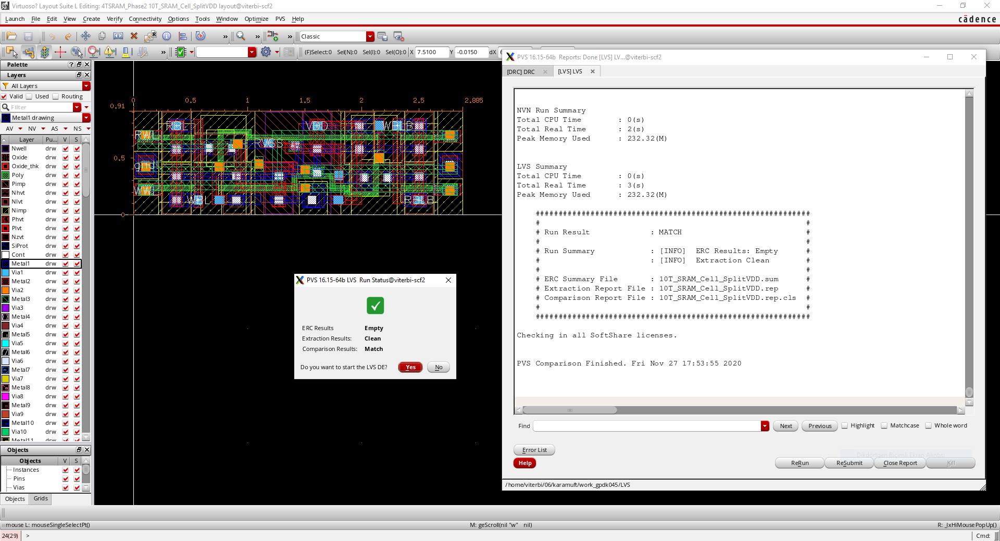 Virtuoso? Layout Suite L Editing: 4TSRAM_Phase2 10T_SRAM_Cell_SplitVDD layout@viterbi-scf2
Launch File Edit View Create Verify Connectivity Options Tools Window Optimize PVS Help
cādence
» » » Classic
» (F)Select:0 Sel(N):0 Sel(I):0 Sel(O):0 X 7.5100 Y -0.0150 dX
Palette
Layers
All Layers
Valid Used Routing
Filter
Metal1 drawing
AV NV AS NS
Layer Pu... V S
Nwell drw
Oxide drw
Oxide_thk drw
Poly drw
Pimp drw
Nhvt drw
Nlvt drw
Nimp drw
Phvt drw
Plvt drw
Nzvt drw
SiProt drw
Cont drw
Metal1 drw
Via1 drw
Metal2 drw
Via2 drw
Metal3 drw
Via3 drw
Metal4 drw
Via4 drw
Metal5 drw
Via5 drw
Metal6 drw
Via6 drw
Metal7 drw
Via7 drw
Metal8 drw
Via8 drw
Metal9 drw
Via9 drw
Metal10 drw
Via10 drw
Metal11 drw
Objects
Objects V S
Instances
Pins
Vias
Objects Grids
0 0.5 1 1.5 2 2.5 2.885
0.91
0.5
0
RBL VDD WBLB
RWL RVSS
WWL WBL RBLB
PVS 16.15-64b LVS Run Status@viterbi-scf2
ERC Results Empty
Extraction Results: Clean
Comparison Results: Match
Do you want to start the LVS DE? Yes No
PVS 16.15-64b Reports: Done [LVS] LV...@viterbi-scf2
[DRC] DRC [LVS] LVS
NVN Run Summary
Total CPU Time : 0(s)
Total Real Time : 2(s)
Peak Memory Used : 232.32(M)
LVS Summary
Total CPU Time : 0(s)
Total Real Time : 3(s)
Peak Memory Used : 232.32(M)
############################################################
# #
# Run Result : MATCH #
# #
# Run Summary : [INFO] ERC Results: Empty #
# : [INFO] Extraction Clean #
# #
# ERC Summary File : 10T_SRAM_Cell_SplitVDD.sum #
# Extraction Report File : 10T_SRAM_Cell_SplitVDD.rep #
# Comparison Report File : 10T_SRAM_Cell_SplitVDD.rep.cls #
# #
############################################################
Checking in all SoftShare licenses.
PVS Comparison Finished. Fri Nov 27 17:53:55 2020
Find Next Previous Highlight Matchcase Whole word
Error List
Dikdörtgen Biçimli Ekran Alıntısı
Help ReRun ReSubmit Close Report Kill
/home/viterbi/06/karamuft/work_gpdk045/LVS
mouse L: mouseSingleSelectPt() M: geScroll(nil "w" nil) R: _lxHiMousePopUp()
24(29) > Cmd: